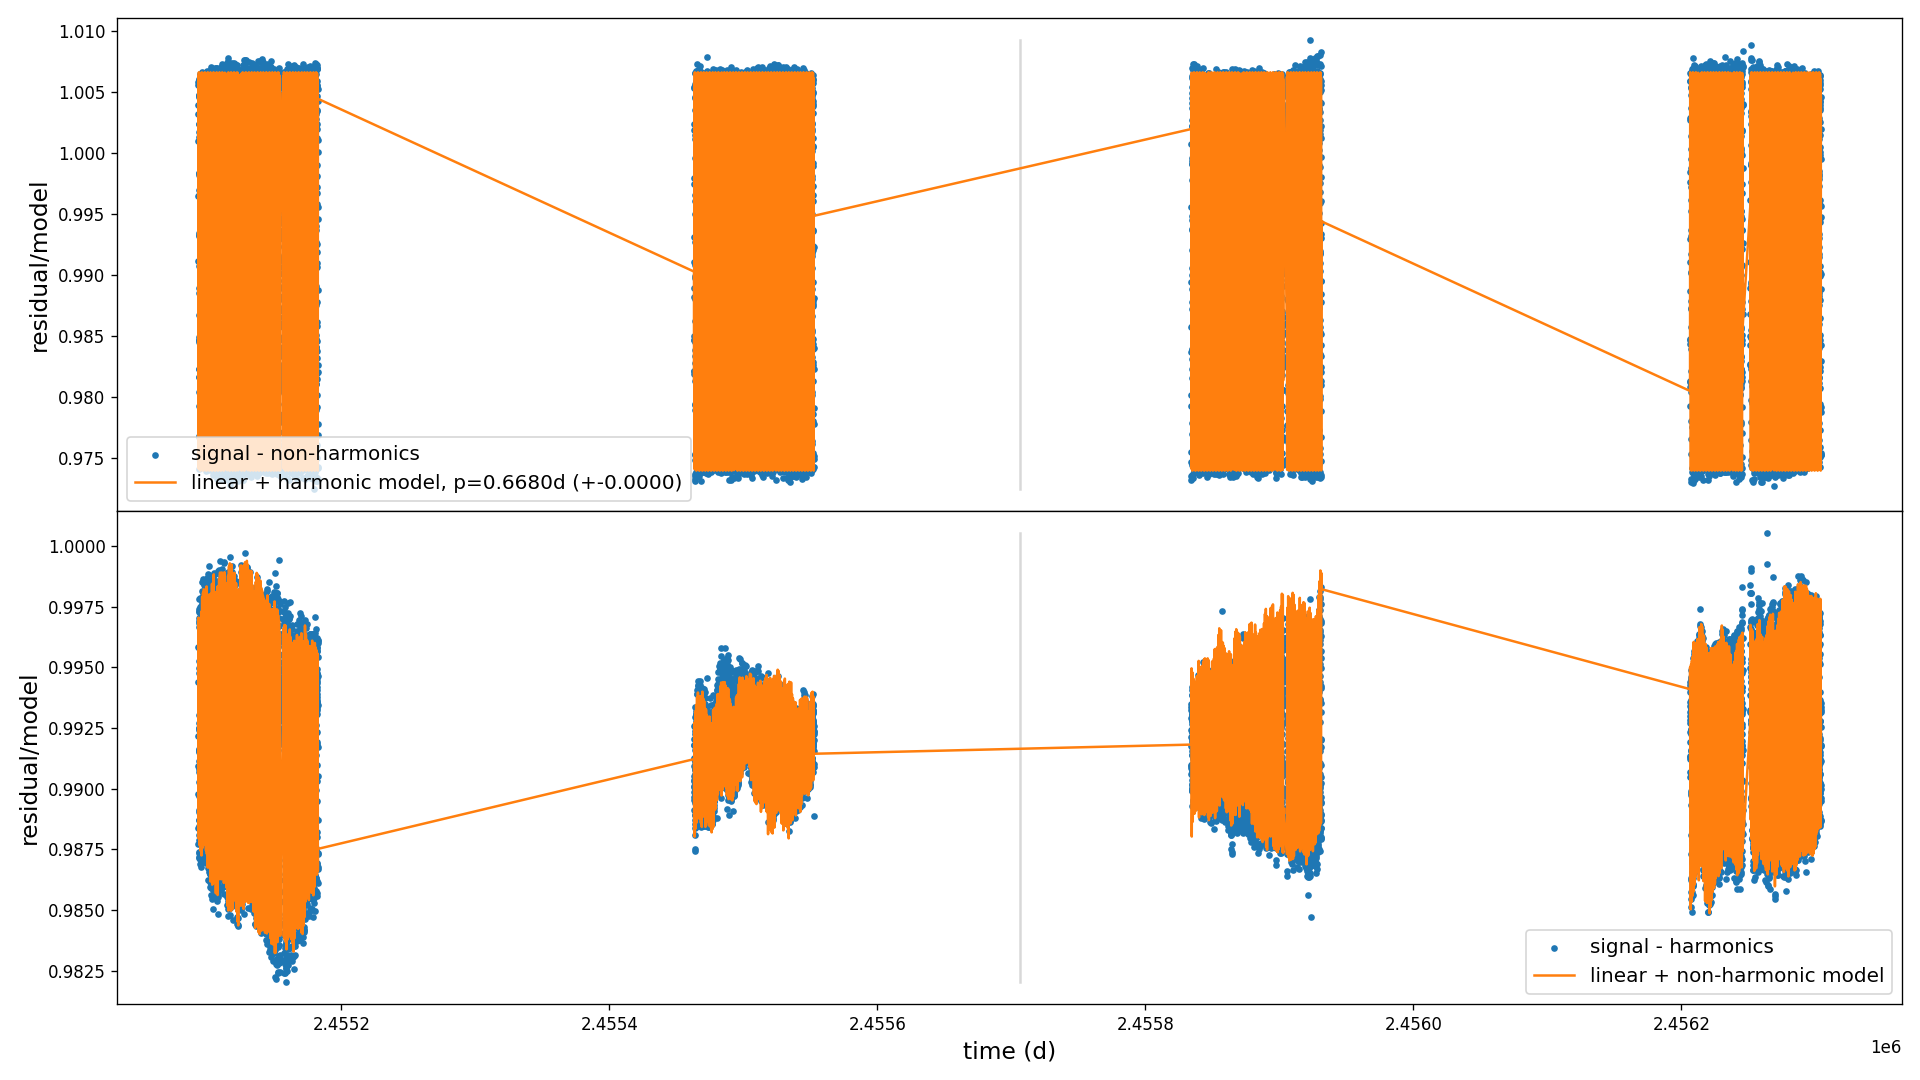 residual/model
1.010
1.005
1.000
0.995
0.990
0.985
0.980
0.975
signal - non-harmonics
linear + harmonic model, p=0.6680d (+-0.0000)
residual/model
1.0000
0.9975
0.9950
0.9925
0.9900
0.9875
0.9850
0.9825
signal - harmonics
linear + non-harmonic model
2.4552
2.4554
2.4556
2.4558
2.4560
2.4562
1e6
time (d)